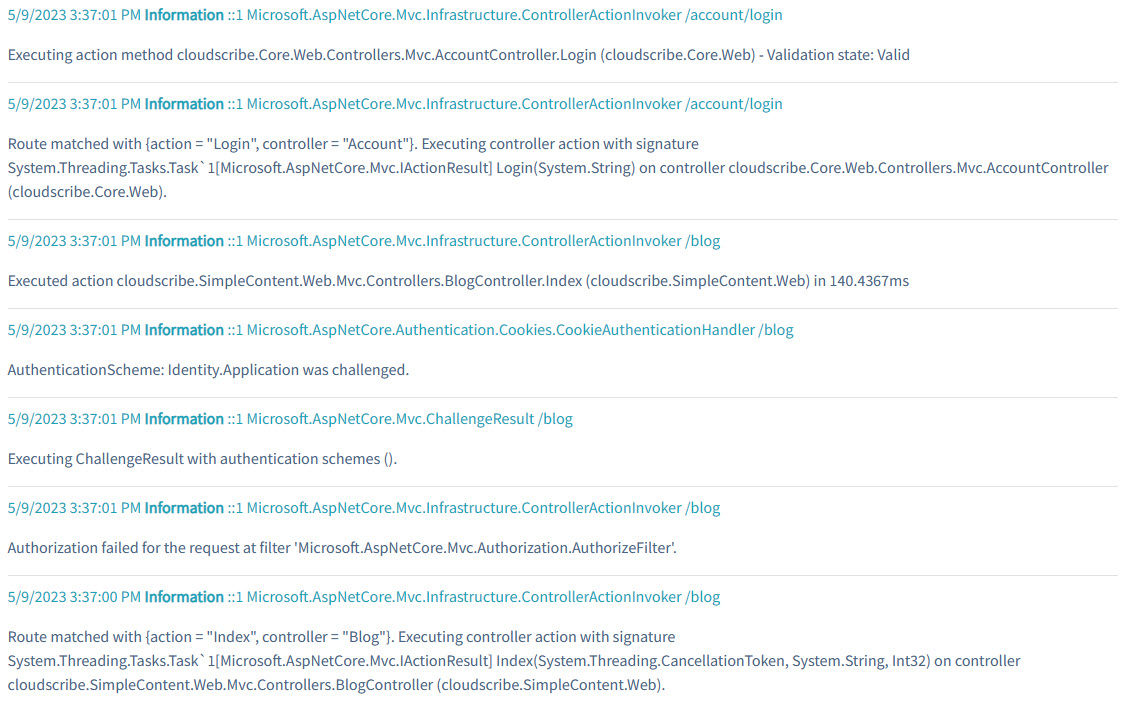 5/9/2023 3:37:01 PM Information ::1 Microsoft.AspNetCore.Mvc.Infrastructure.ControllerActionInvoker /account/login
Executing action method cloudscribe.Core.Web.Controllers.Mvc.AccountController.Login (cloudscribe.Core.Web) - Validation state: Valid
5/9/2023 3:37:01 PM Information ::1 Microsoft.AspNetCore.Mvc.Infrastructure.ControllerActionInvoker /account/login
Route matched with {action = "Login", controller = "Account"}. Executing controller action with signature
System.Threading.Tasks.Task`1[Microsoft.AspNetCore.Mvc.IActionResult] Login(System.String) on controller cloudscribe.Core.Web.Controllers.Mvc.AccountController
(cloudscribe.Core.Web).
5/9/2023 3:37:01 PM Information ::1 Microsoft.AspNetCore.Mvc.Infrastructure.ControllerActionInvoker /blog
Executed action cloudscribe.SimpleContent.Web.Mvc.Controllers.BlogController.Index (cloudscribe.SimpleContent.Web) in 140.4367ms
5/9/2023 3:37:01 PM Information ::1 Microsoft.AspNetCore.Authentication.Cookies.CookieAuthenticationHandler /blog
AuthenticationScheme: Identity.Application was challenged.
5/9/2023 3:37:01 PM Information ::1 Microsoft.AspNetCore.Mvc.ChallengeResult /blog
Executing ChallengeResult with authentication schemes ().
5/9/2023 3:37:01 PM Information ::1 Microsoft.AspNetCore.Mvc.Infrastructure.ControllerActionInvoker /blog
Authorization failed for the request at filter 'Microsoft.AspNetCore.Mvc.Authorization.AuthorizeFilter'.
5/9/2023 3:37:00 PM Information ::1 Microsoft.AspNetCore.Mvc.Infrastructure.ControllerActionInvoker /blog
Route matched with {action = "Index", controller = "Blog"}. Executing controller action with signature
System.Threading.Tasks.Task`1[Microsoft.AspNetCore.Mvc.IActionResult] Index(System.Threading.CancellationToken, System.String, Int32) on controller
cloudscribe.SimpleContent.Web.Mvc.Controllers.BlogController (cloudscribe.SimpleContent.Web).